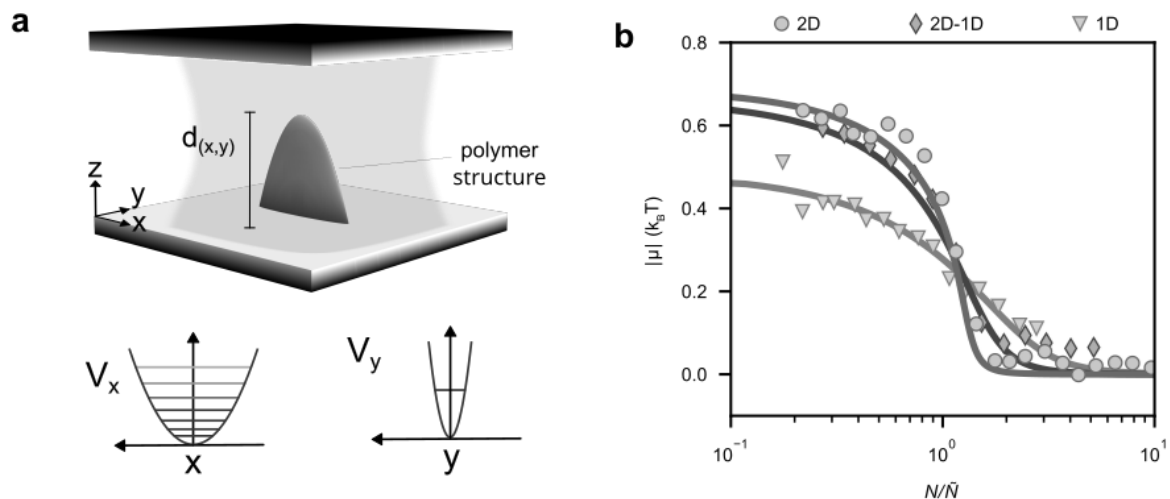 a
d(x,y)
polymer
structure
z
y
x
Vx
x
Vy
y
b
2D
2D-1D
1D
0.8
0.6
0.4
0.2
0.0
|μ| (kBT)
10⁻¹
10⁰
10¹
N/N̄